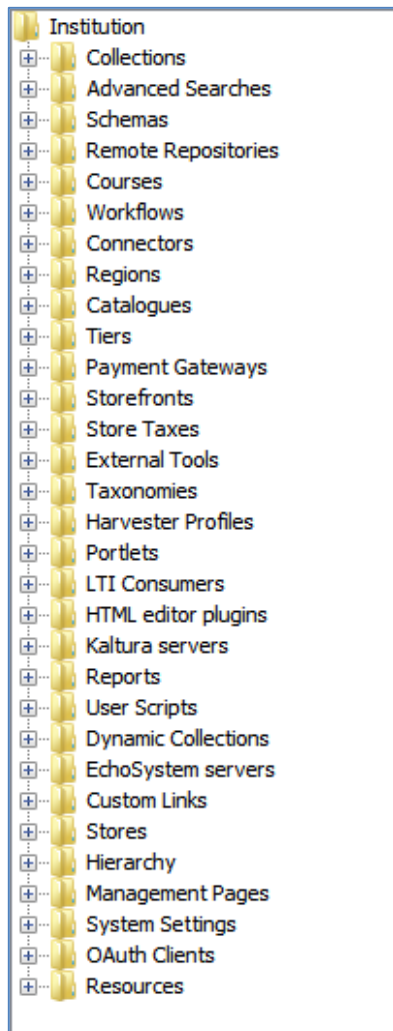 Institution
Collections
Advanced Searches
Schemas
Remote Repositories
Courses
Workflows
Connectors
Regions
Catalogues
Tiers
Payment Gateways
Storefronts
Store Taxes
External Tools
Taxonomies
Harvester Profiles
Portlets
LTI Consumers
HTML editor plugins
Kaltura servers
Reports
User Scripts
Dynamic Collections
EchoSystem servers
Custom Links
Stores
Hierarchy
Management Pages
System Settings
OAuth Clients
Resources